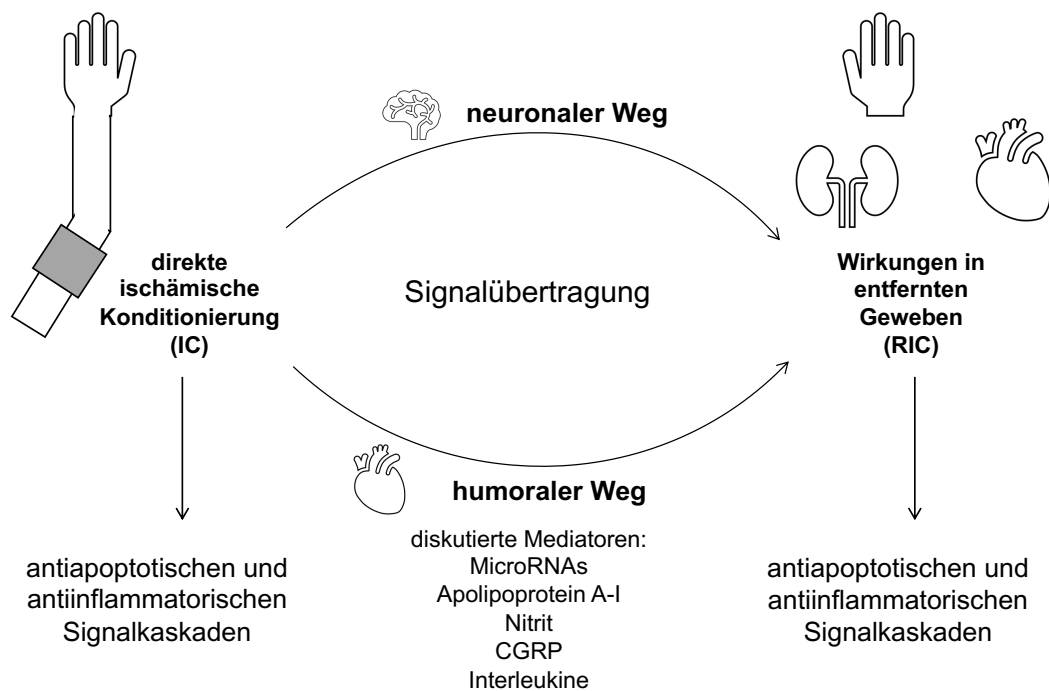 neuronaler Weg
direkte
ischämische
Konditionierung
(IC)
Signalübertragung
Wirkungen in
entfernten
Geweben
(RIC)
humoraler Weg
diskutierte Mediatoren:
MicroRNAs
Apolipoprotein A-I
Nitrit
CGRP
Interleukine
antiapoptotischen und
antiinflammatorischen
Signalkaskaden
antiapoptotischen und
antiinflammatorischen
Signalkaskaden